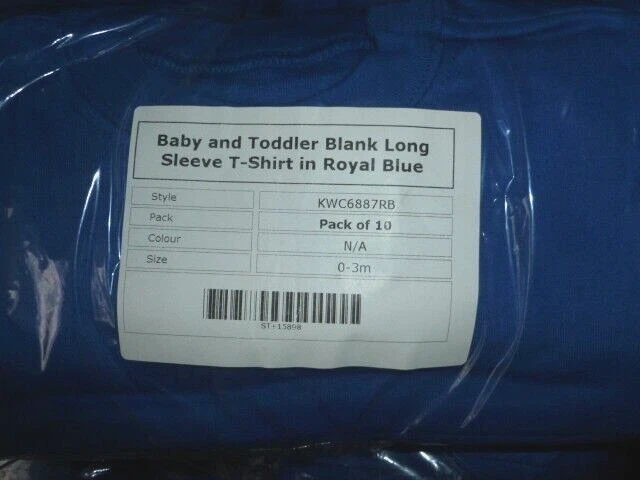 Baby and Toddler Blank Long
Sleeve T-Shirt in Royal Blue
Style KWC6887RB
Pack Pack of 10
Colour N/A
Size 0-3m
ST-15898